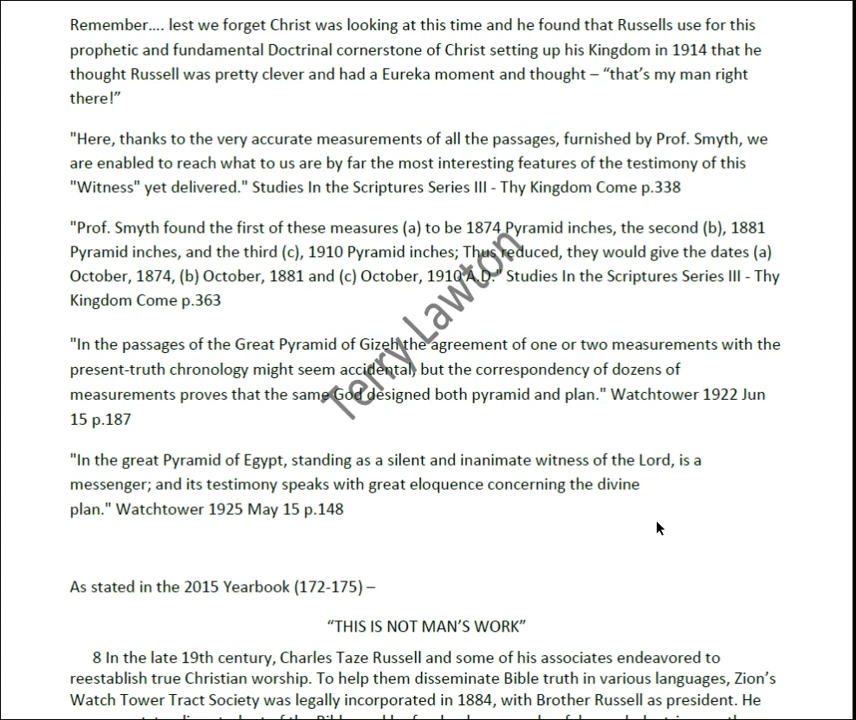 Remember.... lest we forget Christ was looking at this time and he found that Russells use for this
prophetic and fundamental Doctrinal cornerstone of Christ setting up his Kingdom in 1914 that he
thought Russell was pretty clever and had a Eureka moment and thought – “that’s my man right
there!”
"Here, thanks to the very accurate measurements of all the passages, furnished by Prof. Smyth, we
are enabled to reach what to us are by far the most interesting features of the testimony of this
"Witness" yet delivered." Studies In the Scriptures Series III - Thy Kingdom Come p.338
"Prof. Smyth found the first of these measures (a) to be 1874 Pyramid inches, the second (b), 1881
Pyramid inches, and the third (c), 1910 Pyramid inches; Thus reduced, they would give the dates (a)
October, 1874, (b) October, 1881 and (c) October, 1910 A.D." Studies In the Scriptures Series III - Thy
Kingdom Come p.363
"In the passages of the Great Pyramid of Gizeh the agreement of one or two measurements with the
present-truth chronology might seem accidental, but the correspondency of dozens of
measurements proves that the same God designed both pyramid and plan." Watchtower 1922 Jun
15 p.187
"In the great Pyramid of Egypt, standing as a silent and inanimate witness of the Lord, is a
messenger; and its testimony speaks with great eloquence concerning the divine
plan." Watchtower 1925 May 15 p.148
Terry Lawton
As stated in the 2015 Yearbook (172-175) –
“THIS IS NOT MAN’S WORK”
8 In the late 19th century, Charles Taze Russell and some of his associates endeavored to
reestablish true Christian worship. To help them disseminate Bible truth in various languages, Zion’s
Watch Tower Tract Society was legally incorporated in 1884, with Brother Russell as president. He